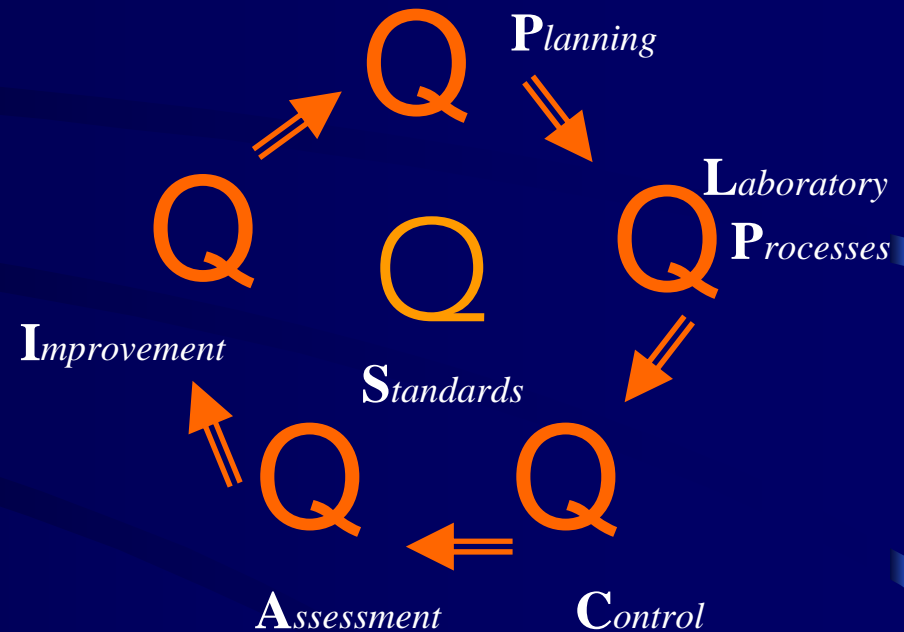 Q Planning
Q Laboratory
Processes
Q
Improvement
Q
Standards
Q
Assessment
Q
Control